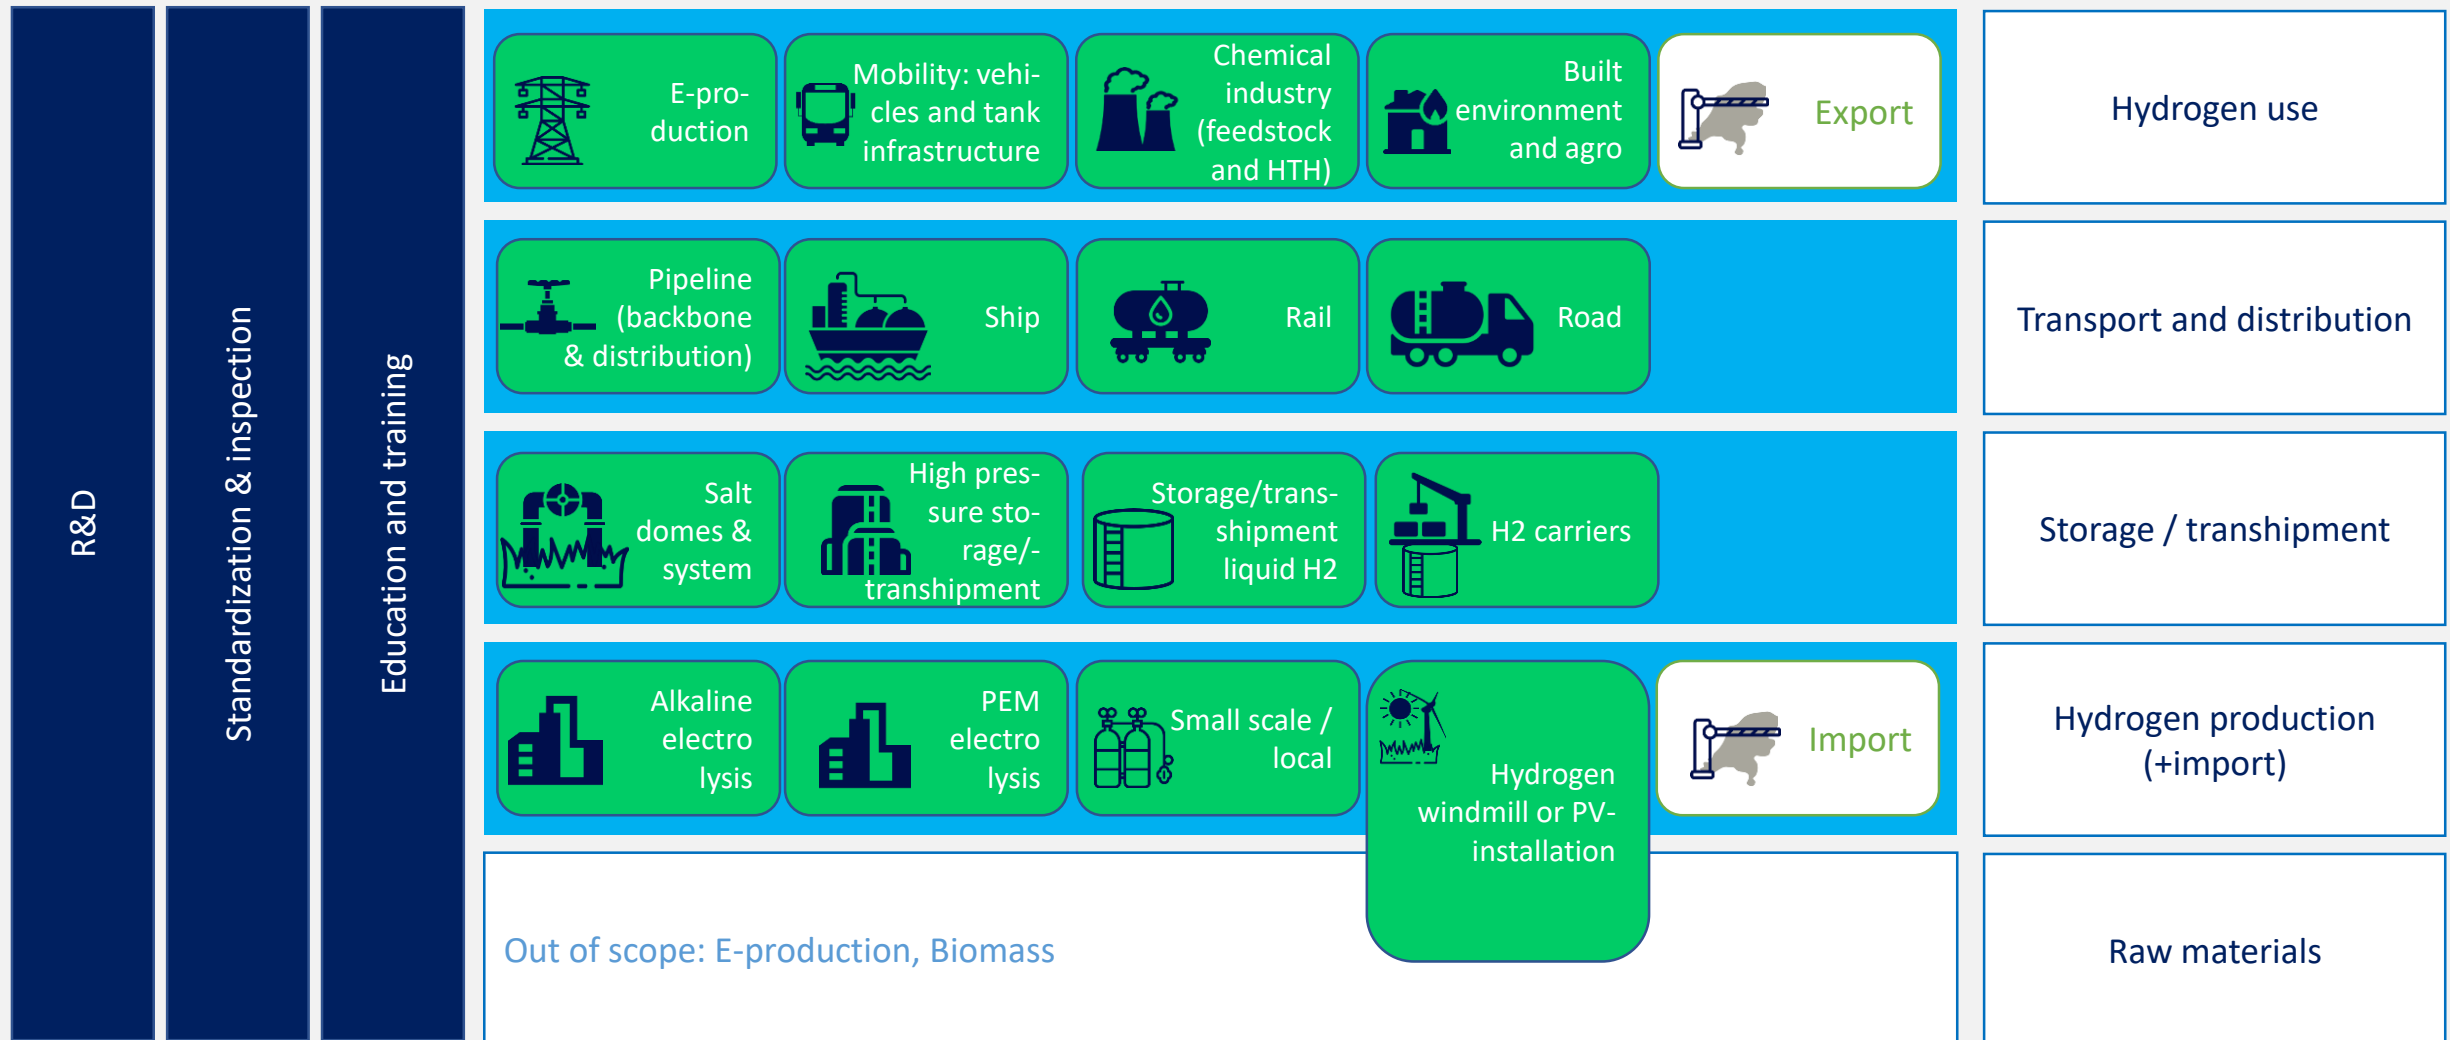 R&D
Standardization & inspection
Education and training
E-pro-
duction
Mobility: vehi-
cles and tank
infrastructure
Chemical
industry
(feedstock
and HTH)
Built
environment
and agro
Export
Hydrogen use
Pipeline
(backbone
& distribution)
Ship
Rail
Road
Transport and distribution
Salt
domes &
system
High pres-
sure sto-
rage/-
transhipment
Storage/trans-
shipment
liquid H2
H2 carriers
Storage / transhipment
Alkaline
electro
lysis
PEM
electro
lysis
Small scale /
local
Hydrogen
windmill or PV-
installation
Import
Hydrogen production
(+import)
Out of scope: E-production, Biomass
Raw materials